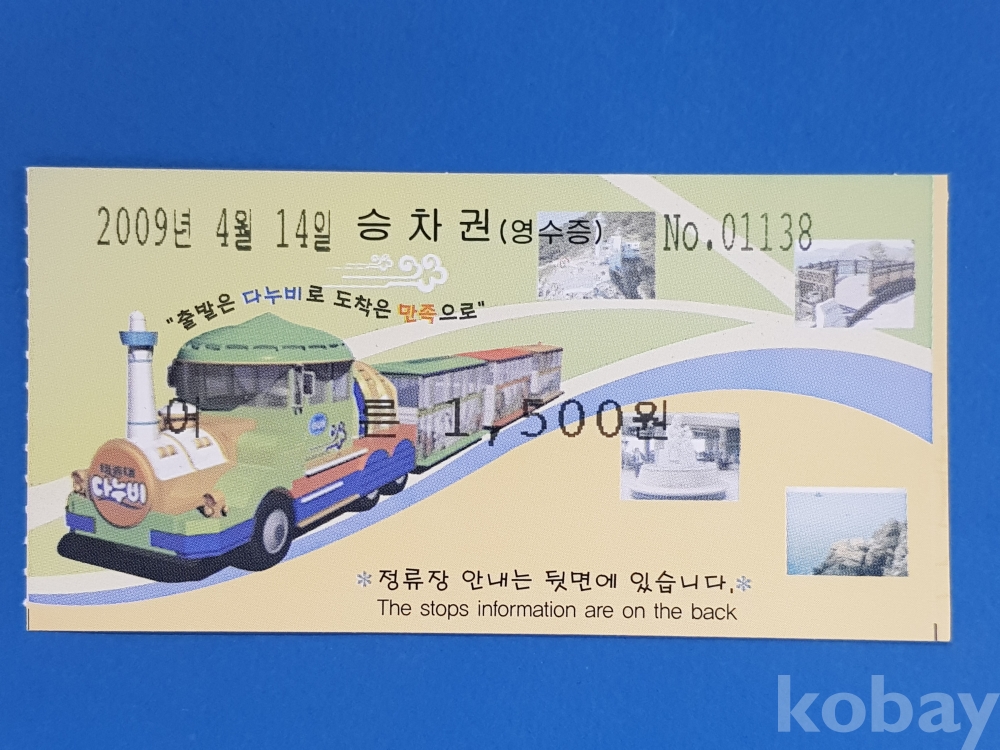 2009년 4월 14일 승차권(영수증) No.01138
"출발은 다누비로 도착은 만족으로"
어 른 1,500원
태종대
다누비
*정류장 안내는 뒷면에 있습니다.*
The stops information are on the back
kobay